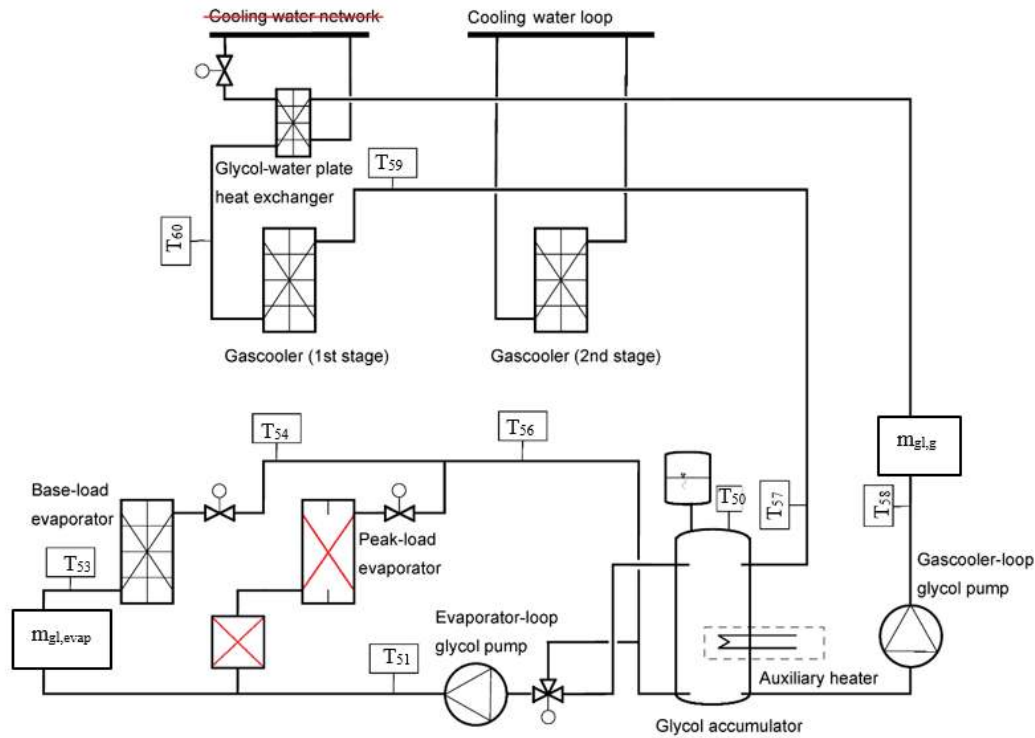 Cooling water network
Cooling water loop
Glycol-water plate
heat exchanger
T59
T60
Gascooler (1st stage)
Gascooler (2nd stage)
T54
T56
mgl,g
Base-load
evaporator
T50
T57
T58
Peak-load
evaporator
T53
Gascooler-loop
glycol pump
mgl,evap
Evaporator-loop
glycol pump
T51
Auxiliary heater
Glycol accumulator